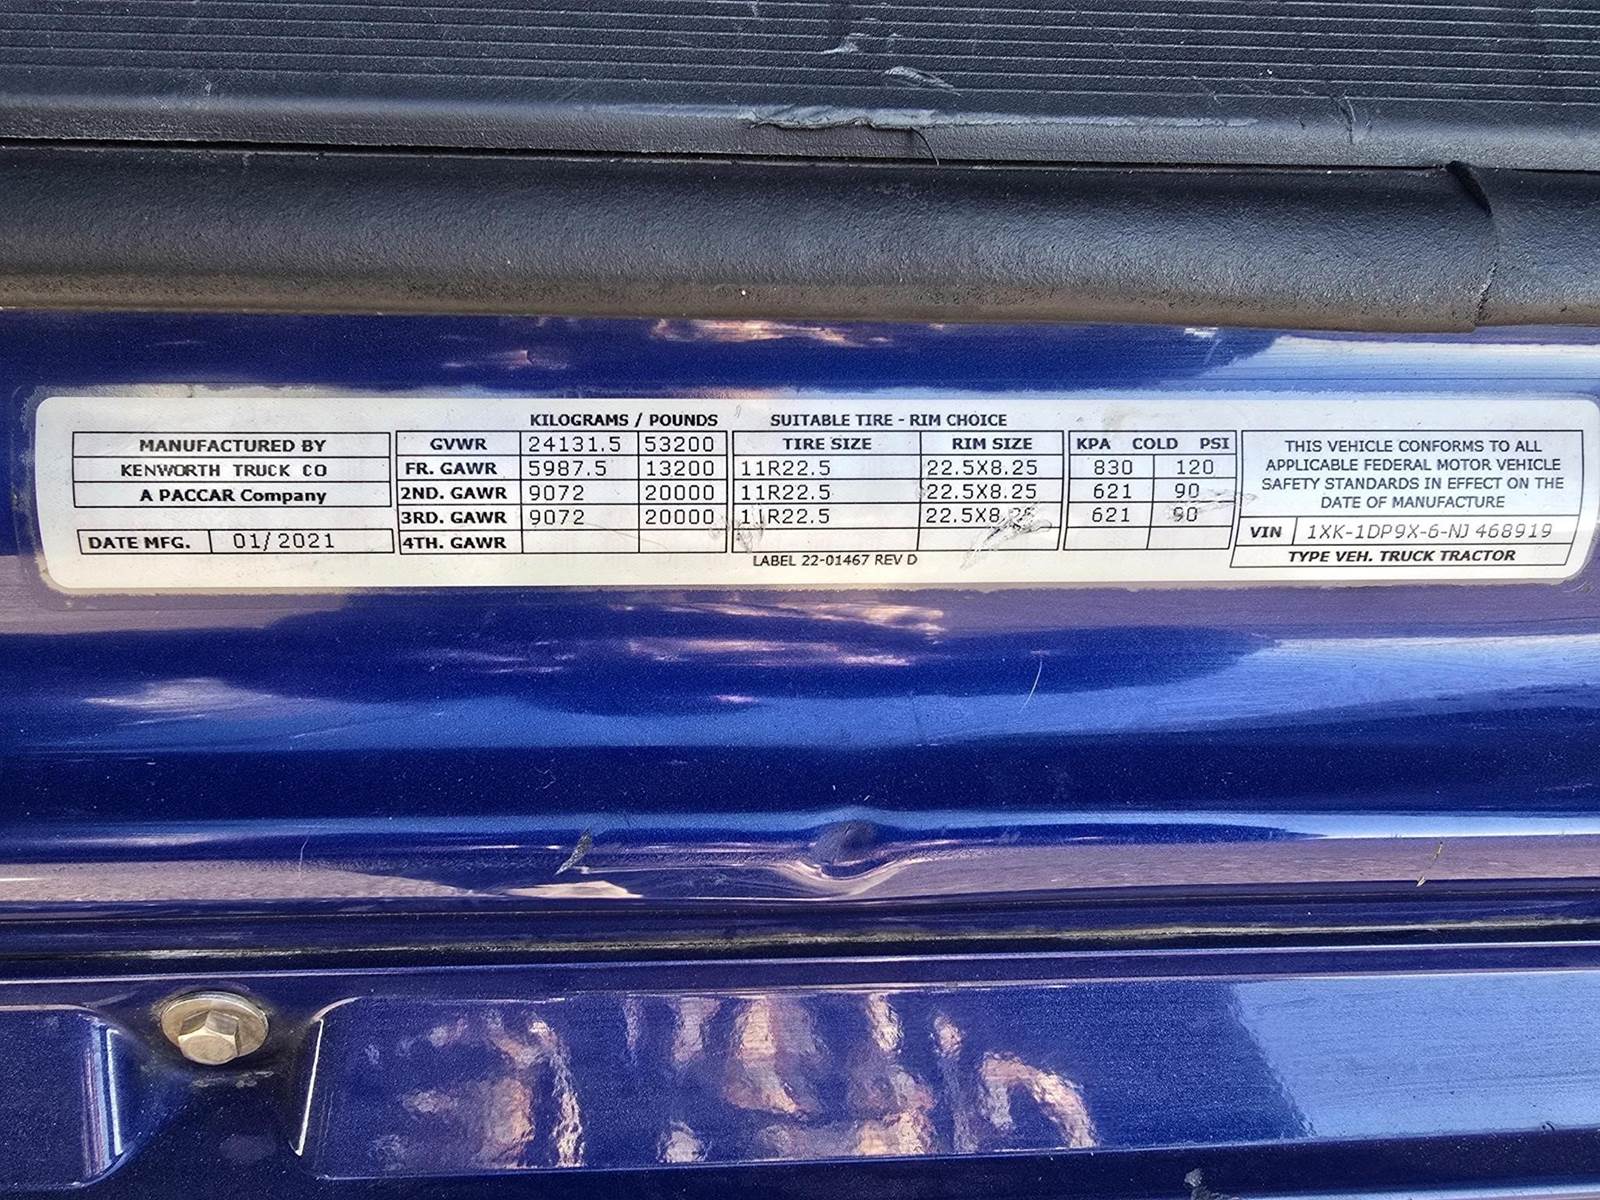 KILOGRAMS / POUNDS SUITABLE TIRE - RIM CHOICE
MANUFACTURED BY
KENWORTH TRUCK CO
A PACCAR Company
DATE MFG. 01/2021
GVWR 24131.5 53200 TIRE SIZE RIM SIZE KPA COLD PSI
FR. GAWR 5987.5 13200 11R22.5 22.5X8.25 830 120
2ND. GAWR 9072 20000 11R22.5 22.5X8.25 621 90
3RD. GAWR 9072 20000 11R22.5 22.5X8.25 621 90
4TH. GAWR
LABEL 22-01467 REV D
THIS VEHICLE CONFORMS TO ALL
APPLICABLE FEDERAL MOTOR VEHICLE
SAFETY STANDARDS IN EFFECT ON THE
DATE OF MANUFACTURE
VIN 1XK-1DP9X-6-NJ 468919
TYPE VEH. TRUCK TRACTOR